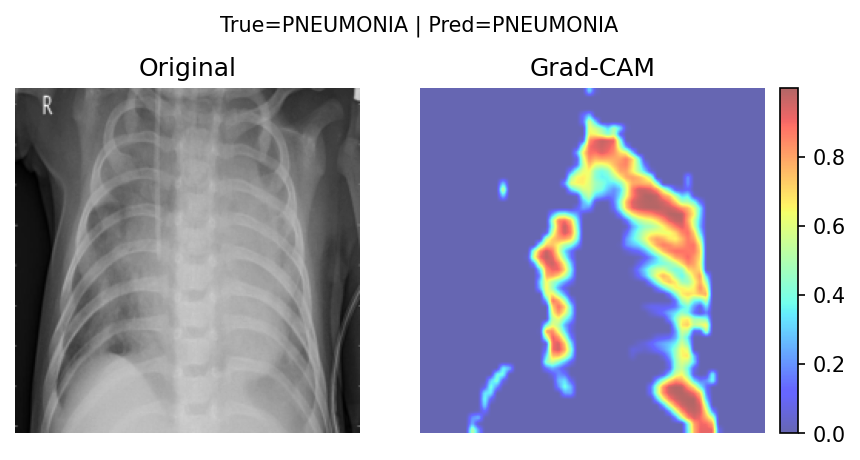 True=PNEUMONIA | Pred=PNEUMONIA
Original
Grad-CAM
R
0.8
0.6
0.4
0.2
0.0